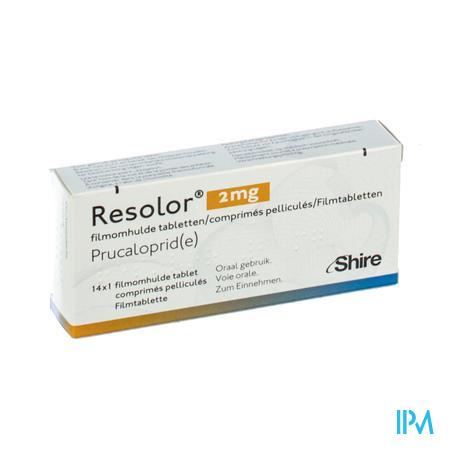 Resolor® 2mg
filmomhulde tabletten/comprimés pelliculés/Filmtabletten
Prucaloprid(e)
14x1 filmomhulde tablet
comprimés pelliculés
Filmtablette
Oraal gebruik.
Voie orale.
Zum Einnehmen.
Shire
IPM